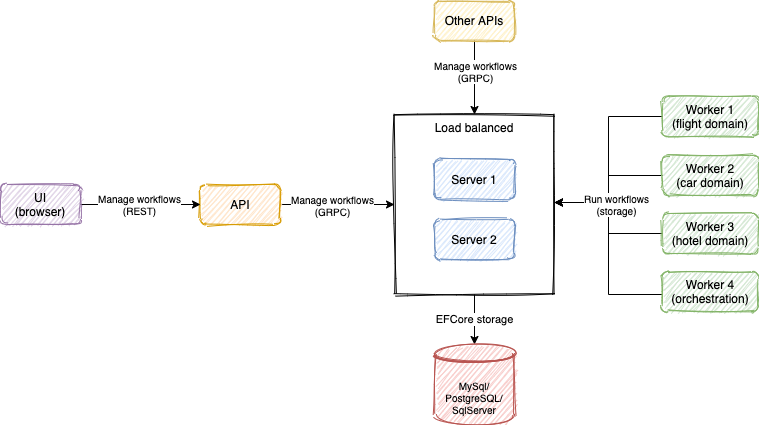 Other APIs
Manage workflows
(GRPC)
Load balanced
Server 1
Server 2
UI
(browser)
Manage workflows
(REST)
API
Manage workflows
(GRPC)
Run workflows
(storage)
Worker 1
(flight domain)
Worker 2
(car domain)
Worker 3
(hotel domain)
Worker 4
(orchestration)
EFCore storage
MySql/
PostgreSQL/
SqlServer